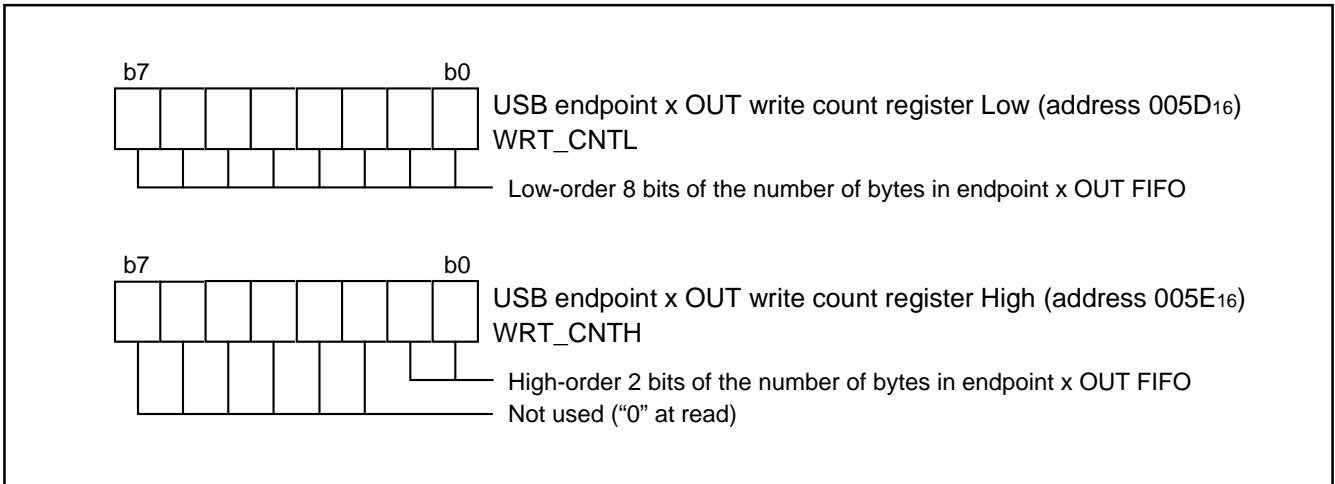 b7 b0
USB endpoint x OUT write count register Low (address 005D16)
WRT_CNTL
Low-order 8 bits of the number of bytes in endpoint x OUT FIFO
b7 b0
USB endpoint x OUT write count register High (address 005E16)
WRT_CNTH
High-order 2 bits of the number of bytes in endpoint x OUT FIFO
Not used (“0” at read)